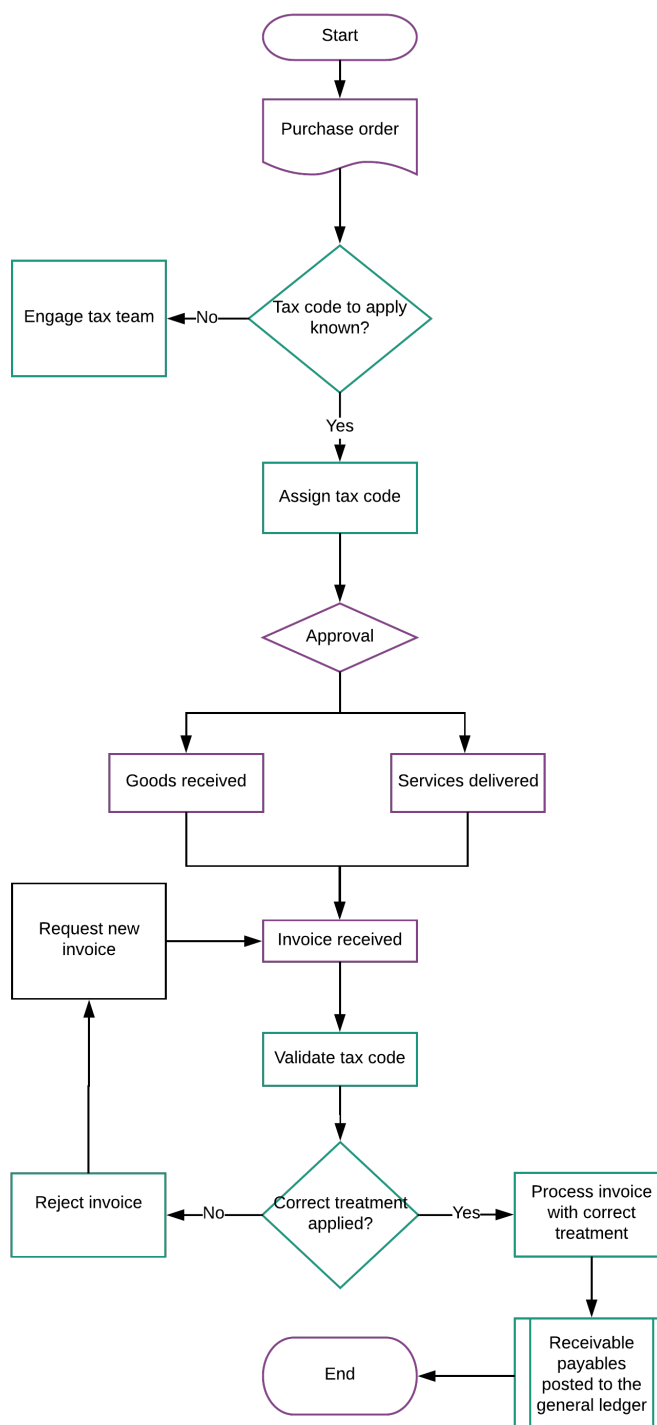 Start
Purchase order
Tax code to apply
known?
No
Engage tax team
Yes
Assign tax code
Approval
Goods received
Services delivered
Request new
invoice
Invoice received
Validate tax code
Correct treatment
applied?
No
Reject invoice
Yes
Process invoice
with correct
treatment
Receivable
payables
posted to the
general ledger
End